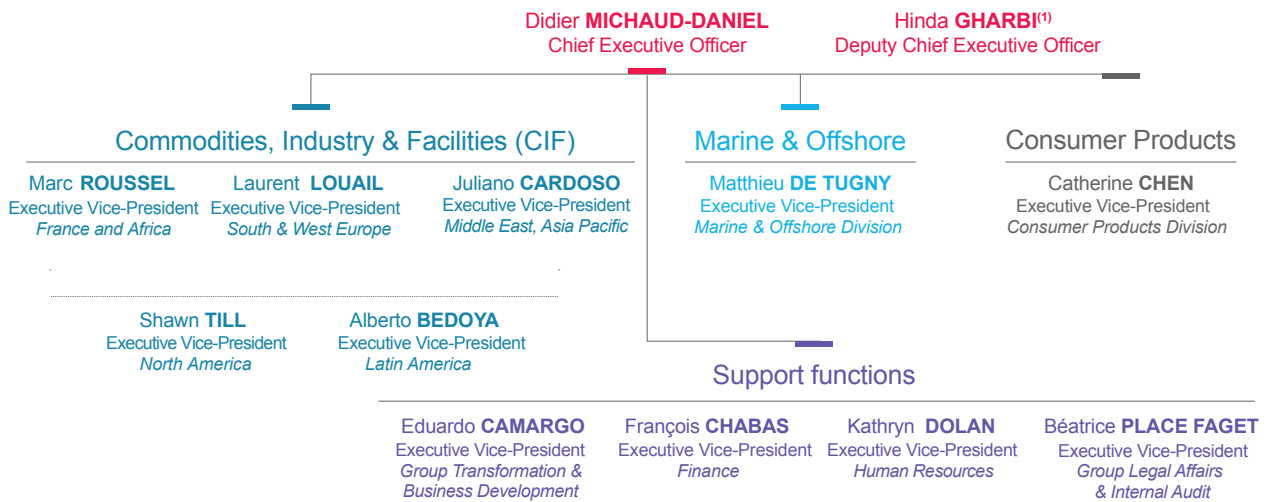 Didier MICHAUD-DANIEL
Chief Executive Officer
Hinda GHARBI(1)
Deputy Chief Executive Officer
Commodities, Industry & Facilities (CIF)
Marc ROUSSEL
Executive Vice-President
France and Africa
Laurent LOUAIL
Executive Vice-President
South & West Europe
Juliano CARDOSO
Executive Vice-President
Middle East, Asia Pacific
Shawn TILL
Executive Vice-President
North America
Alberto BEDOYA
Executive Vice-President
Latin America
Marine & Offshore
Matthieu DE TUGNY
Executive Vice-President
Marine & Offshore Division
Consumer Products
Catherine CHEN
Executive Vice-President
Consumer Products Division
Support functions
Eduardo CAMARGO
Executive Vice-President
Group Transformation &
Business Development
François CHABAS
Executive Vice-President
Finance
Kathryn DOLAN
Executive Vice-President
Human Resources
Béatrice PLACE FAGET
Executive Vice-President
Group Legal Affairs
& Internal Audit